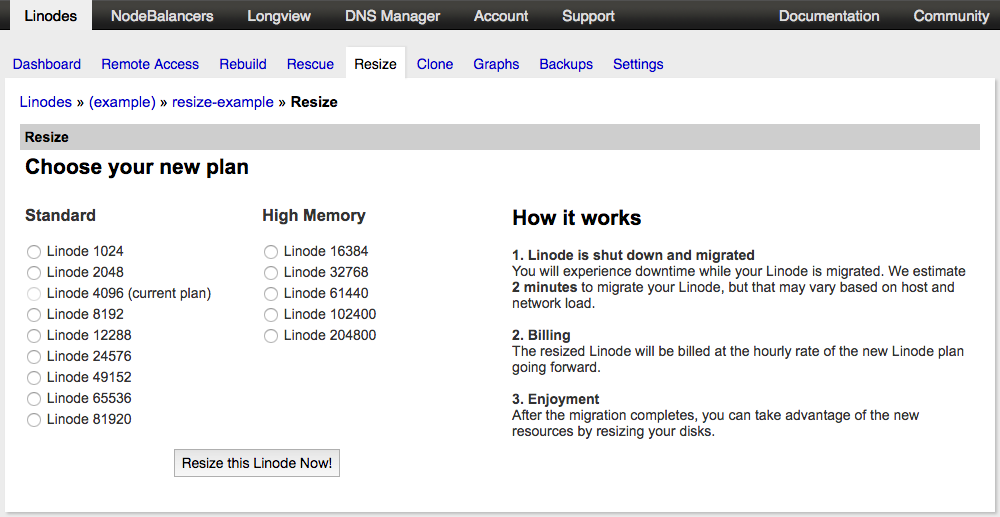 Linodes NodeBalancers Longview DNS Manager Account Support Documentation Community
Dashboard Remote Access Rebuild Rescue Resize Clone Graphs Backups Settings
Linodes » (example) » resize-example » Resize
Resize
Choose your new plan
Standard
Linode 1024
Linode 2048
Linode 4096 (current plan)
Linode 8192
Linode 12288
Linode 24576
Linode 49152
Linode 65536
Linode 81920
High Memory
Linode 16384
Linode 32768
Linode 61440
Linode 102400
Linode 204800
Resize this Linode Now!
How it works
1. Linode is shut down and migrated
You will experience downtime while your Linode is migrated. We estimate
2 minutes to migrate your Linode, but that may vary based on host and
network load.
2. Billing
The resized Linode will be billed at the hourly rate of the new Linode plan
going forward.
3. Enjoyment
After the migration completes, you can take advantage of the new
resources by resizing your disks.